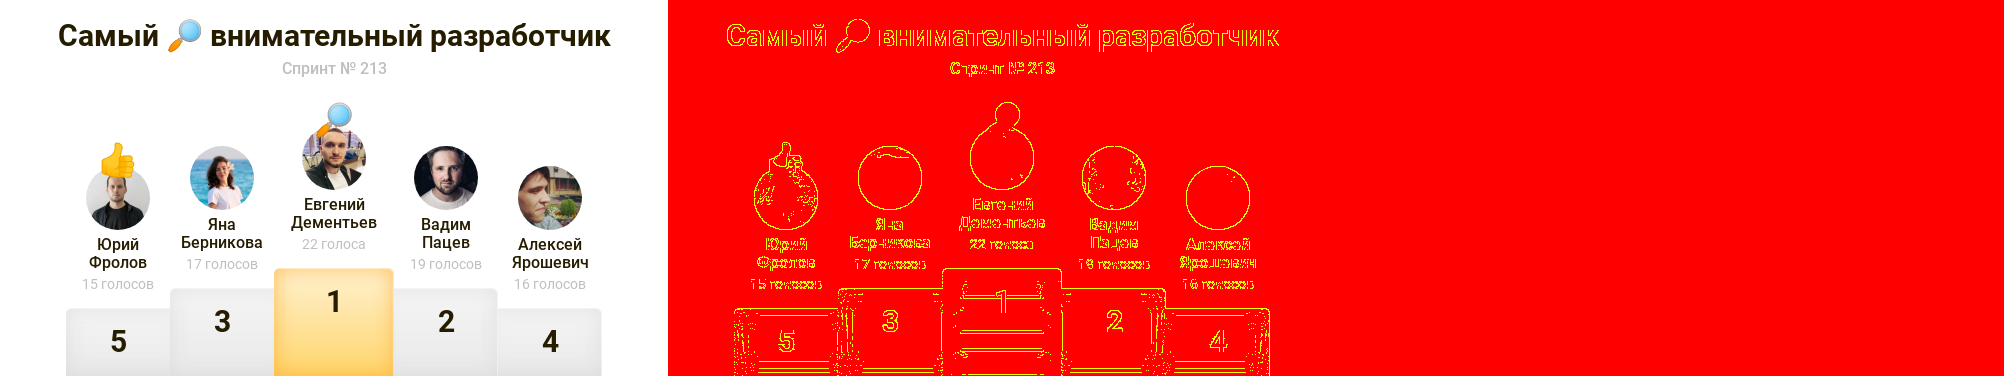 Самый 🔎 внимательный разработчик
Спринт № 213
Юрий
Фролов
15 голосов
Яна
Берникова
17 голосов
Евгений
Дементьев
22 голоса
Вадим
Пацев
19 голосов
Алексей
Ярошевич
16 голосов
5
3
1
2
4
Самый внимательный разработчик
Спринт № 213
Юрий
Фролов
15 голосов
Яна
Берникова
17 голосов
Евгений
Дементьев
22 голоса
Вадим
Пацев
19 голосов
Алексей
Ярошевич
16 голосов
5
3
1
2
4